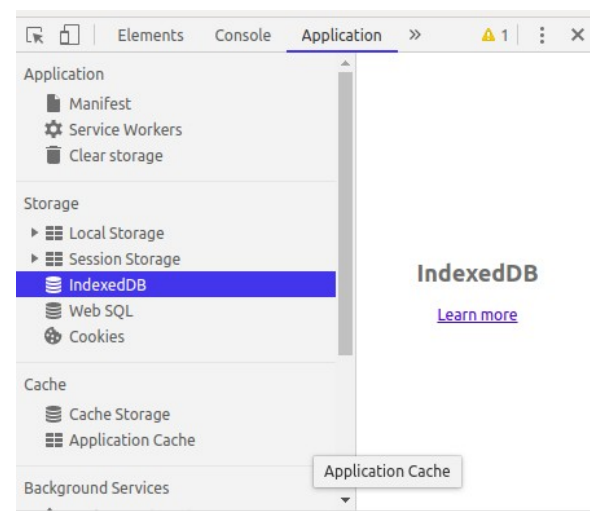 Elements Console Application » 1
Application
Manifest
Service Workers
Clear storage
Storage
Local Storage
Session Storage
IndexedDB
Web SQL
Cookies
Cache
Cache Storage
Application Cache
Background Services
IndexedDB
Learn more
Application Cache